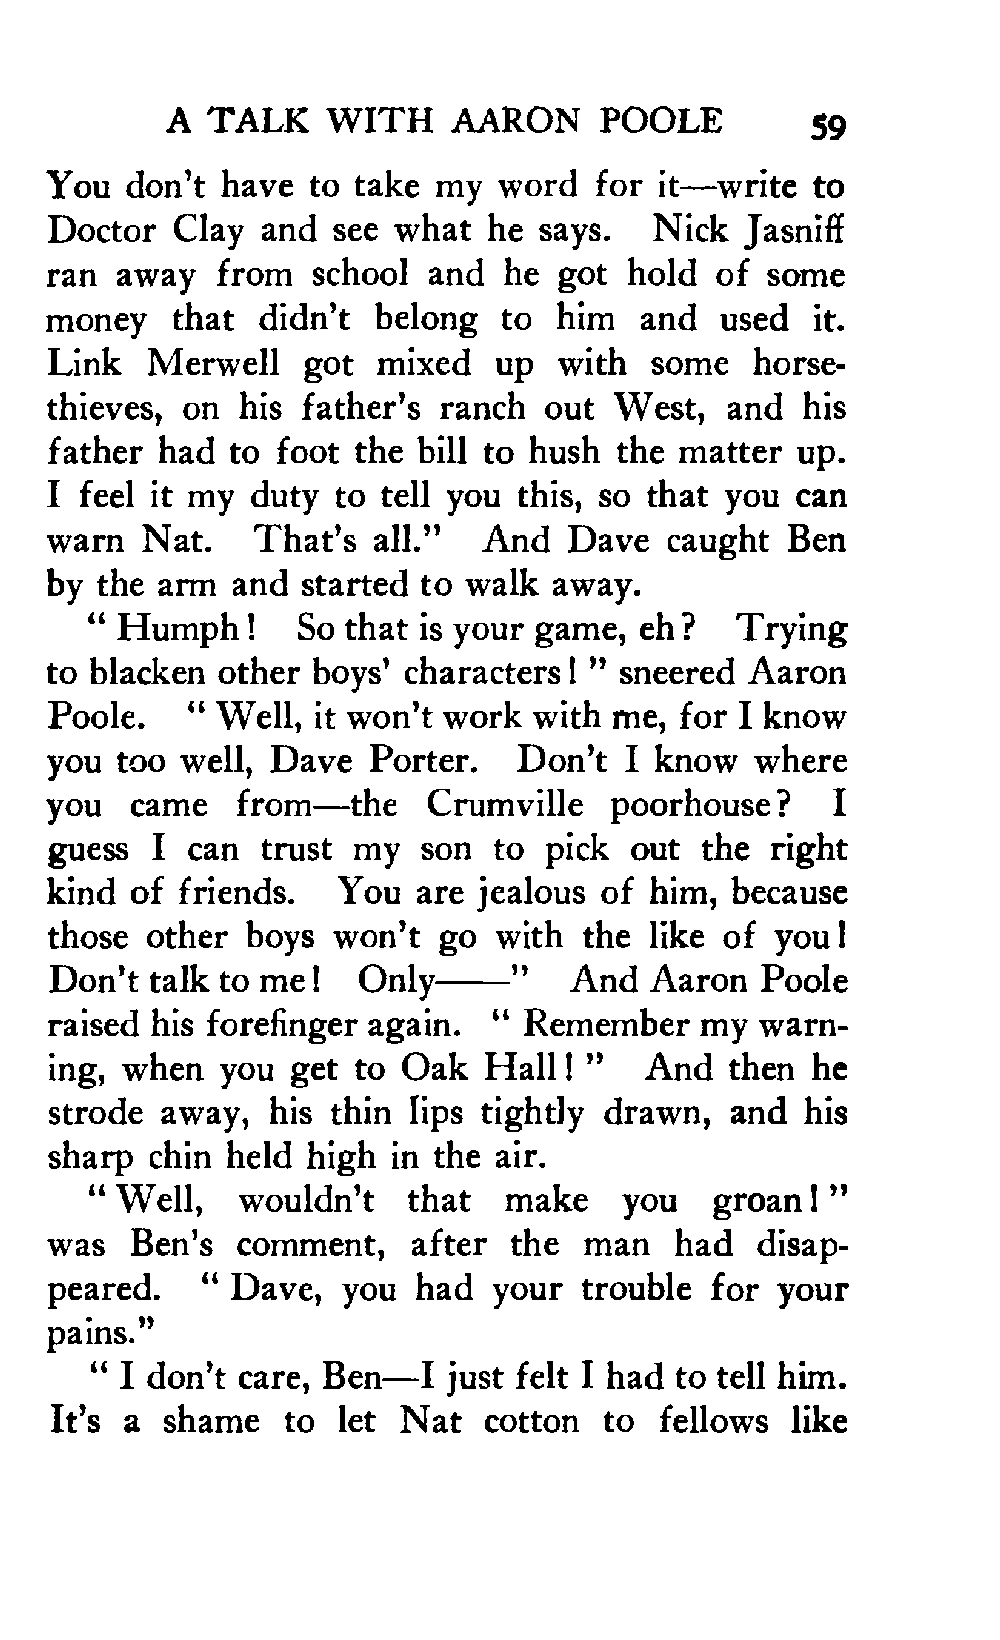 A TALK WITH AARON POOLE 59
You don't have to take my word for it—write to
Doctor Clay and see what he says. Nick Jasniff
ran away from school and he got hold of some
money that didn't belong to him and used it.
Link Merwell got mixed up with some horse-
thieves, on his father's ranch out West, and his
father had to foot the bill to hush the matter up.
I feel it my duty to tell you this, so that you can
warn Nat. That's all." And Dave caught Ben
by the arm and started to walk away.
" Humph! So that is your game, eh? Trying
to blacken other boys' characters! " sneered Aaron
Poole. " Well, it won't work with me, for I know
you too well, Dave Porter. Don't I know where
you came from—the Crumville poorhouse? I
guess I can trust my son to pick out the right
kind of friends. You are jealous of him, because
those other boys won't go with the like of you!
Don't talk to me! Only——" And Aaron Poole
raised his forefinger again. " Remember my warn-
ing, when you get to Oak Hall! " And then he
strode away, his thin lips tightly drawn, and his
sharp chin held high in the air.
" Well, wouldn't that make you groan! "
was Ben's comment, after the man had disap-
peared. " Dave, you had your trouble for your
pains."
" I don't care, Ben—I just felt I had to tell him.
It's a shame to let Nat cotton to fellows like